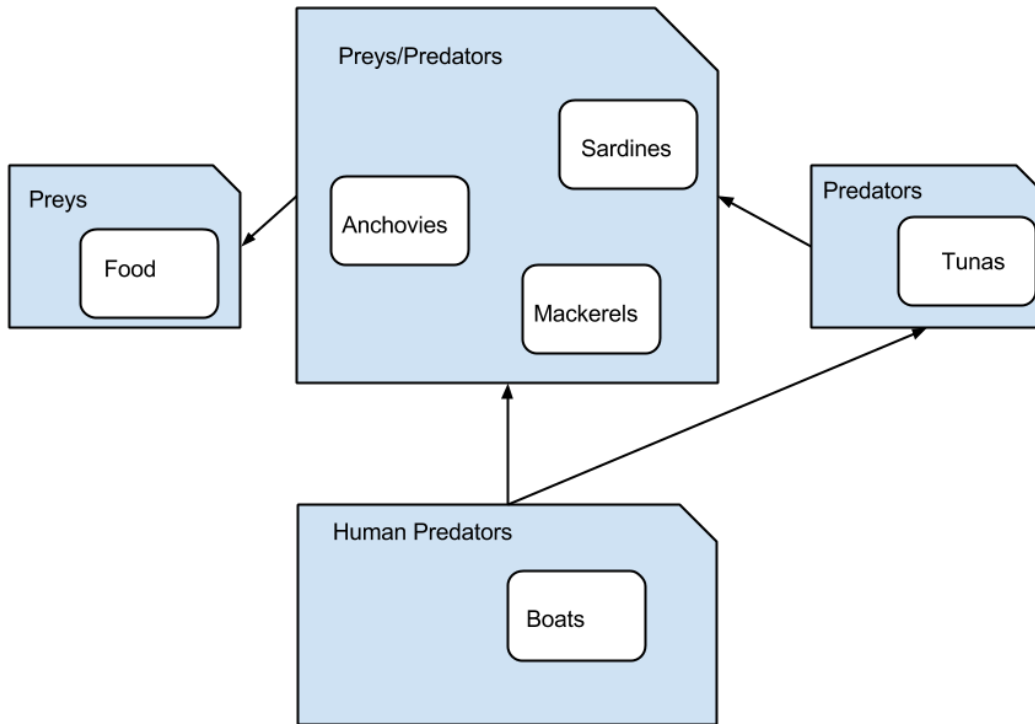 Preys/Predators
Sardines
Anchovies
Mackerels
Preys
Food
Predators
Tunas
Human Predators
Boats